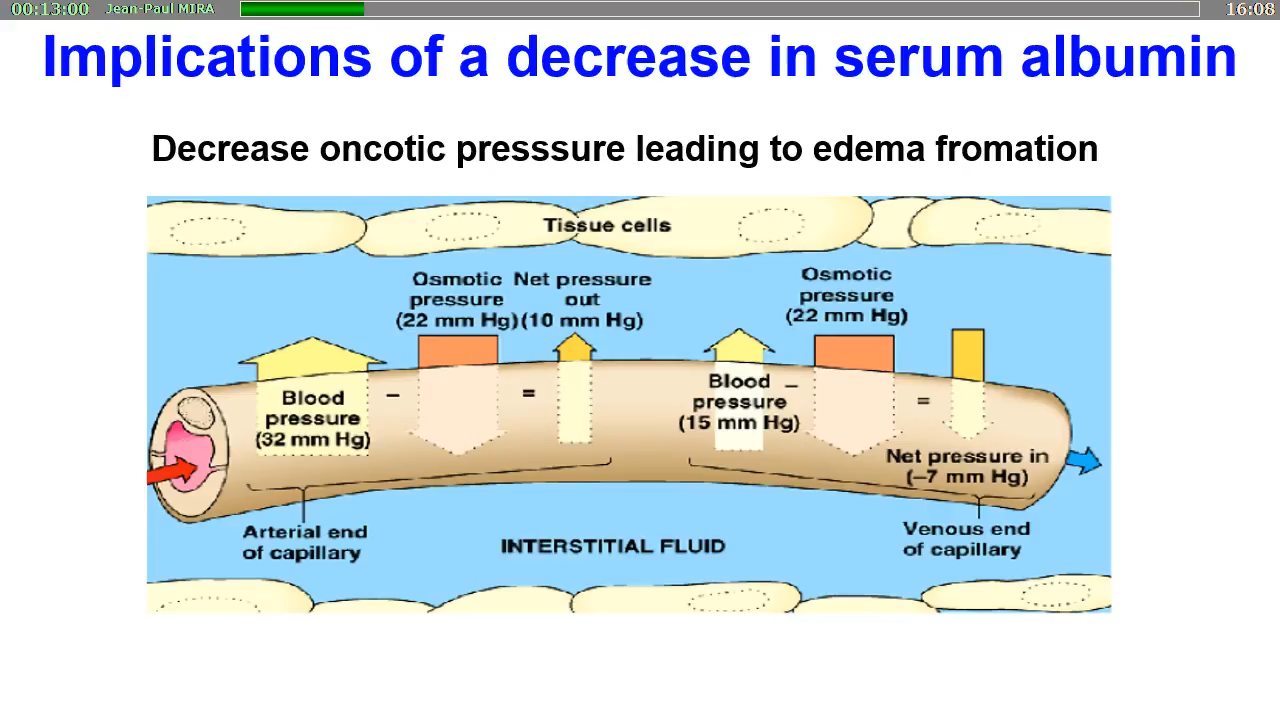 00:13:00 Jean-Paul MIRA 16:08
Implications of a decrease in serum albumin
Decrease oncotic presssure leading to edema fromation
Tissue cells
Osmotic
pressure
(22 mm Hg)
Net pressure
out
(10 mm Hg)
Osmotic
pressure
(22 mm Hg)
Blood
pressure
(32 mm Hg)
–
=
Blood
pressure
(15 mm Hg)
–
=
Net pressure in
(–7 mm Hg)
Arterial end
of capillary
INTERSTITIAL FLUID
Venous end
of capillary